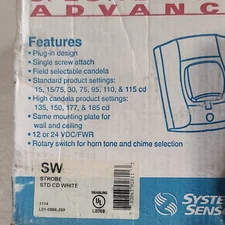 ADVANC
Features
• Plug-in design
• Single screw attach
• Field selectable candela
• Standard product settings:
15, 15/75, 30, 75, 95, 110, & 115 cd
• High candela product settings:
135, 150, 177, & 185 cd
• Same mounting plate for
wall and ceiling
• 12 or 24 VDC/FWR
• Rotary switch for horn tone and chime selection
SW
STROBE
STD CD WHITE
UL
LISTED
SYSTE
SENS